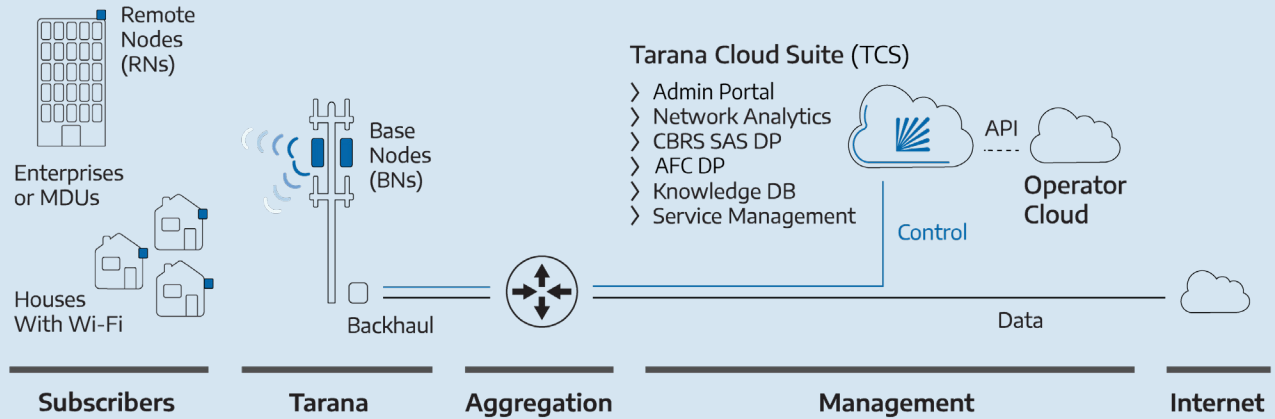 Remote
Nodes
(RNs)
Enterprises
or MDUs
Houses
With Wi-Fi
Base
Nodes
(BNs)
Backhaul
Tarana Cloud Suite (TCS)
❯ Admin Portal
❯ Network Analytics
❯ CBRS SAS DP
❯ AFC DP
❯ Knowledge DB
❯ Service Management
API
Operator
Cloud
Control
Data
Subscribers
Tarana
Aggregation
Management
Internet